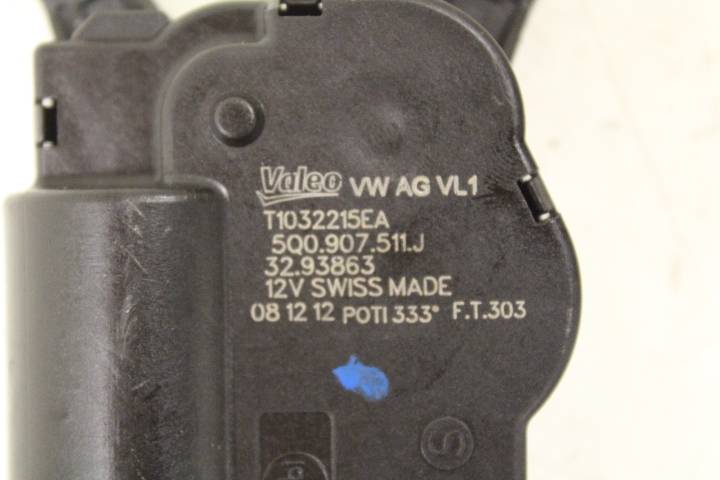 Valeo VW AG VL1
T1032215EA
5Q0.907.511.J
32.93863
12V SWISS MADE
08 12 12 POTI 333° F.T.303
S